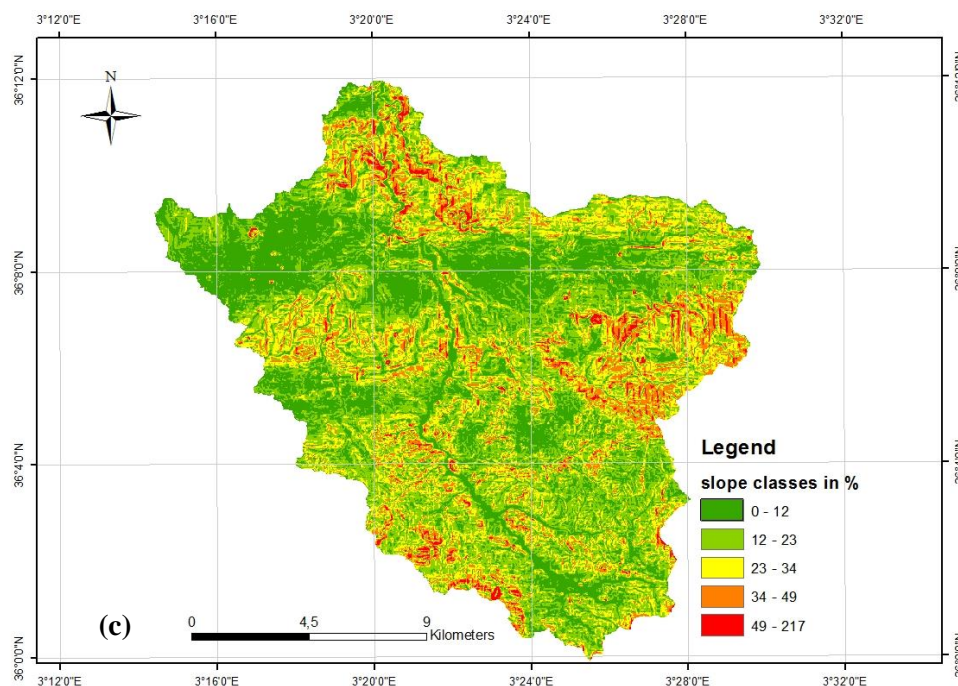 3°12'0"E 3°16'0"E 3°20'0"E 3°24'0"E 3°28'0"E 3°32'0"E
N
36°12'0"N
36°8'0"N
36°4'0"N
36°0'0"N
Legend
slope classes in %
0 - 12
12 - 23
23 - 34
34 - 49
49 - 217
(c)
0 4,5 9
Kilometers
3°12'0"E 3°16'0"E 3°20'0"E 3°24'0"E 3°28'0"E 3°32'0"E